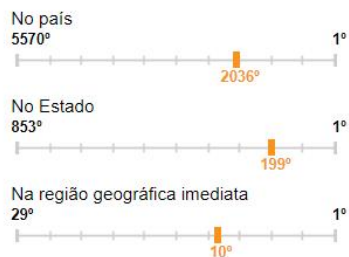 No país
5570º 1º
2036º
No Estado
853º 1º
199º
Na região geográfica imediata
29º 1º
10º